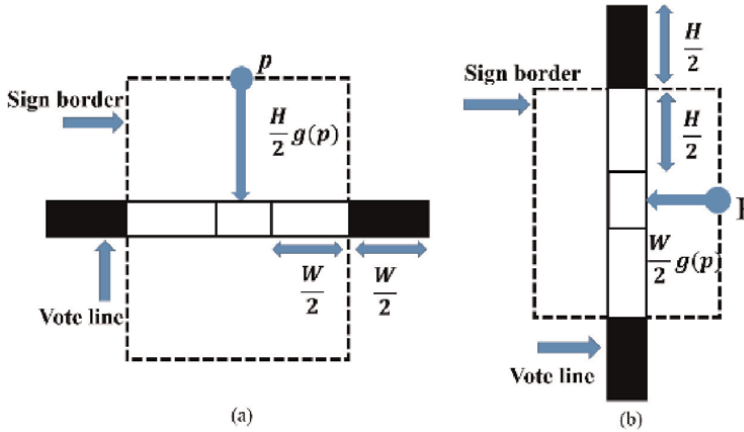 p
Sign border
H/2 g(p)
W/2
W/2
Vote line
(a)
H/2
Sign border
H/2
W/2 g(p)
Vote line
(b)